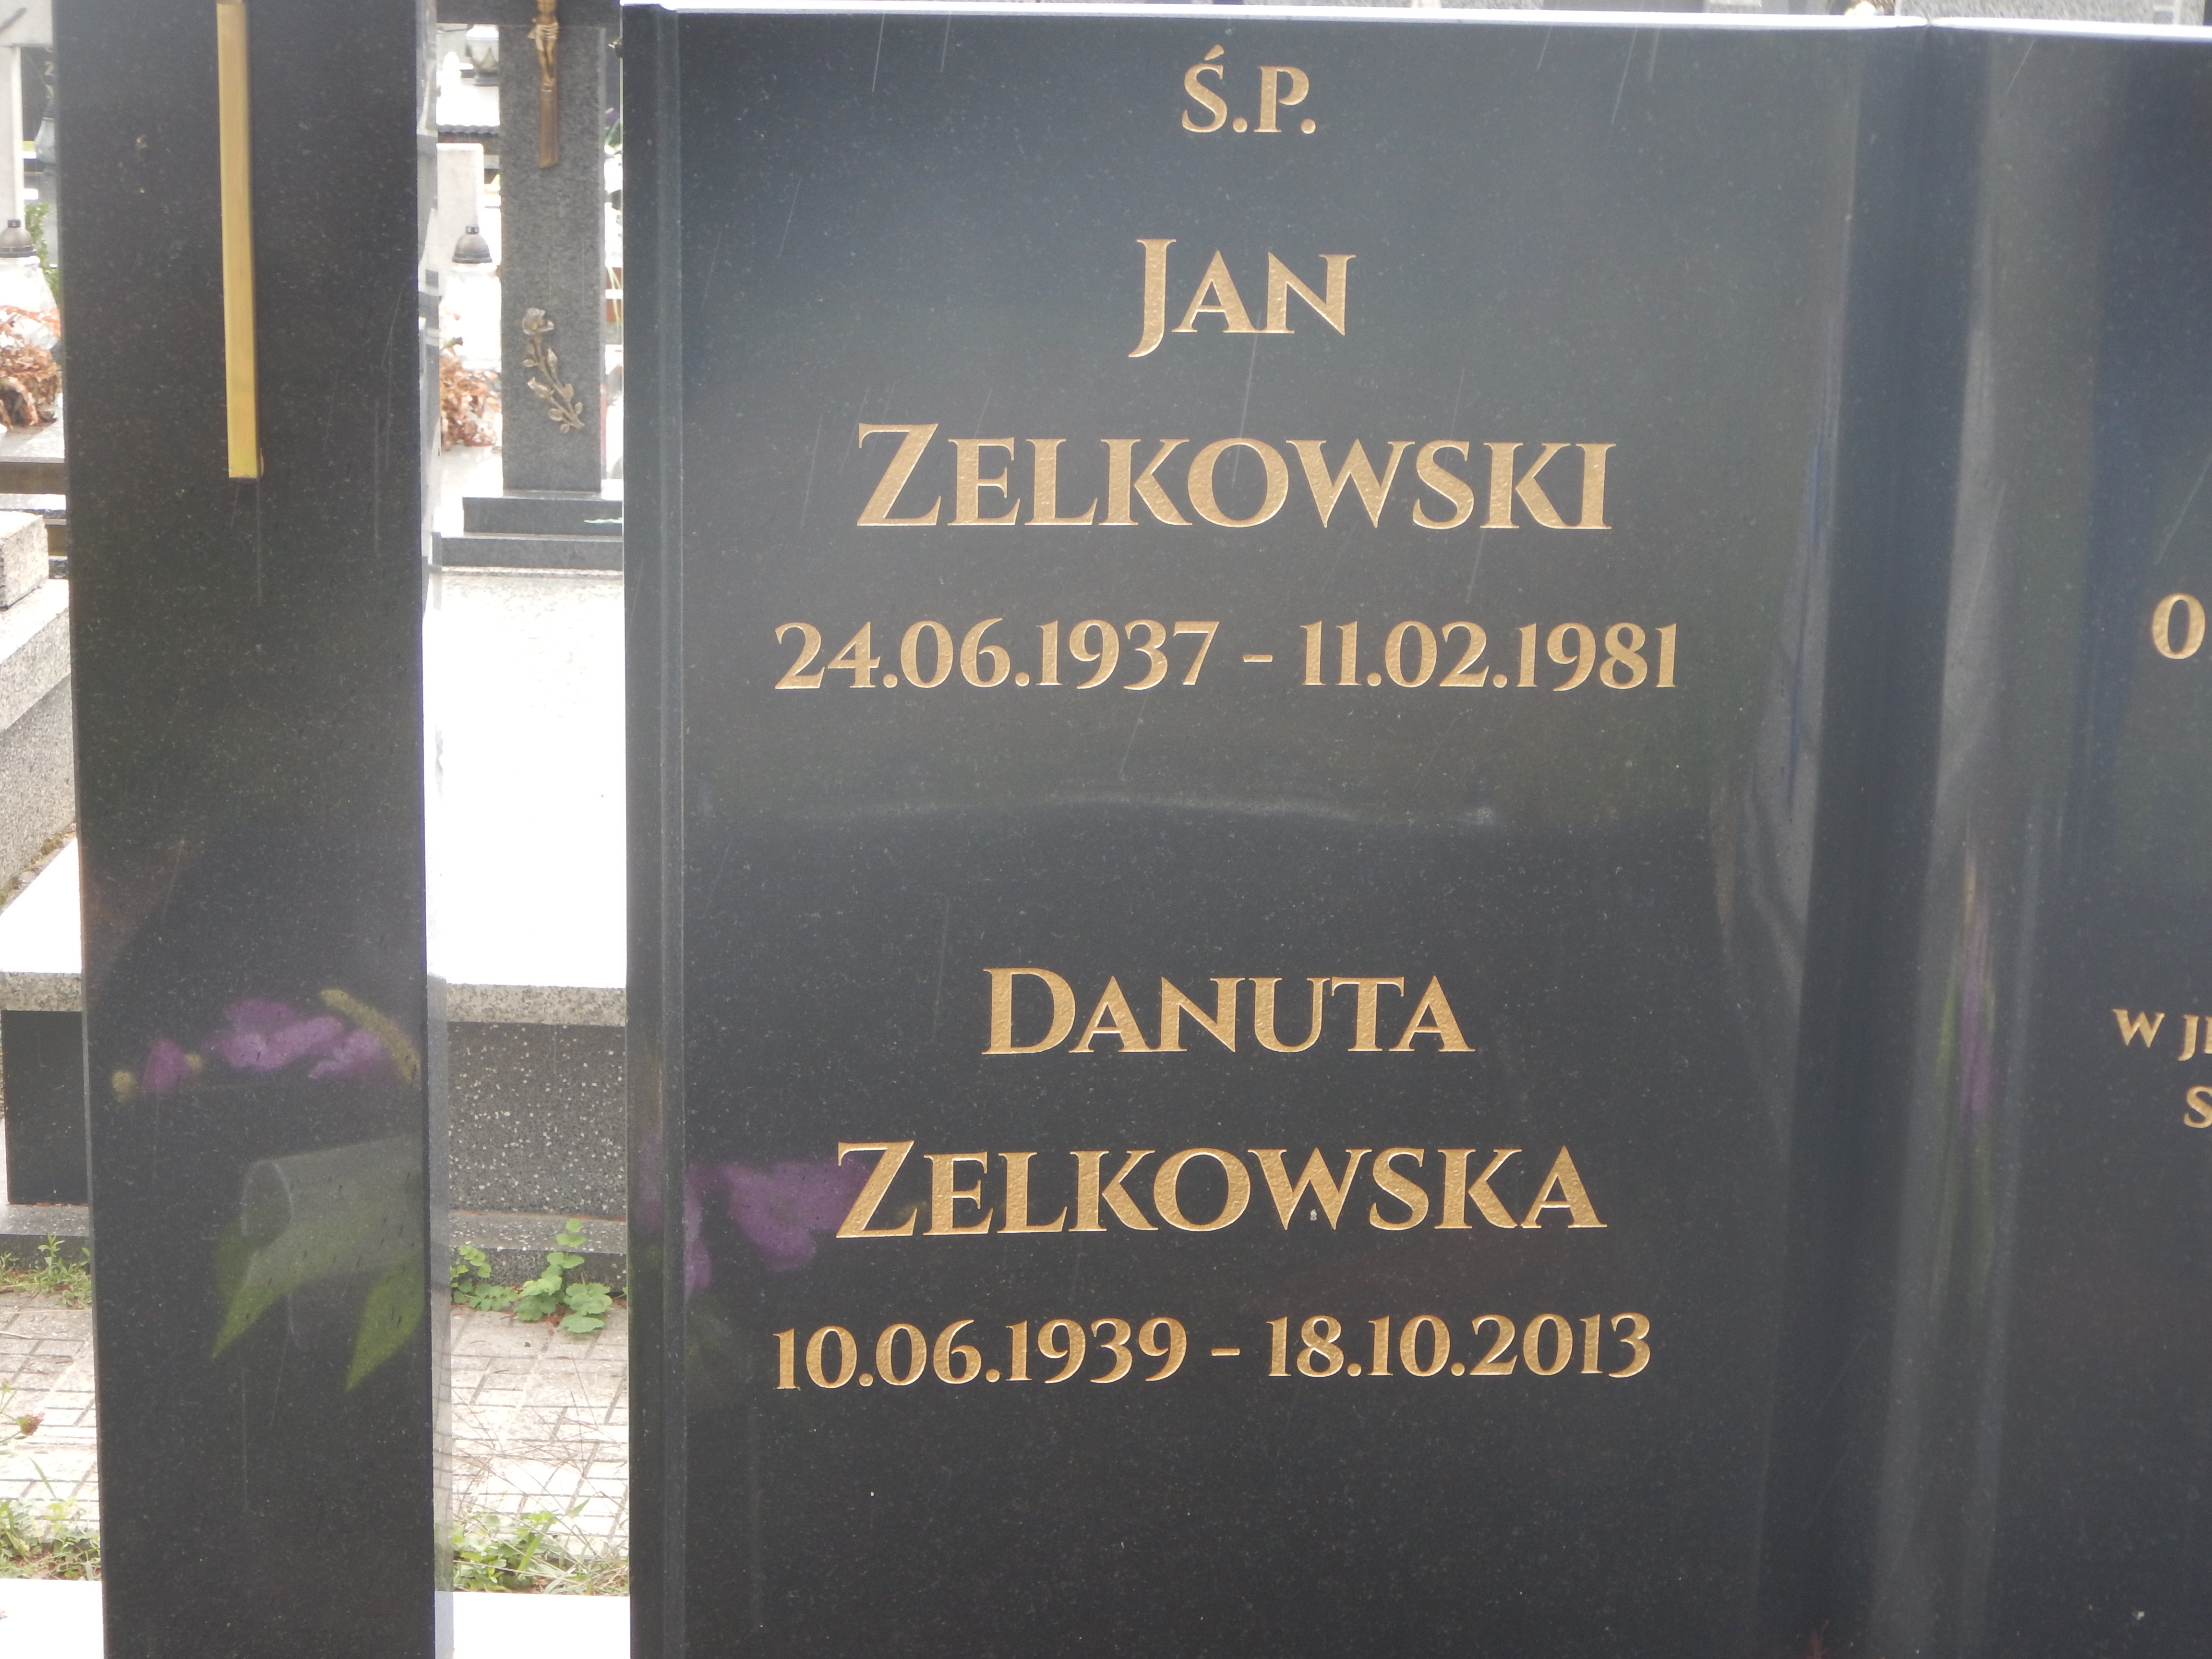 Ś.P.
JAN
ZELKOWSKI
24.06.1937 - 11.02.1981
DANUTA
ZELKOWSKA
10.06.1939 - 18.10.2013
W